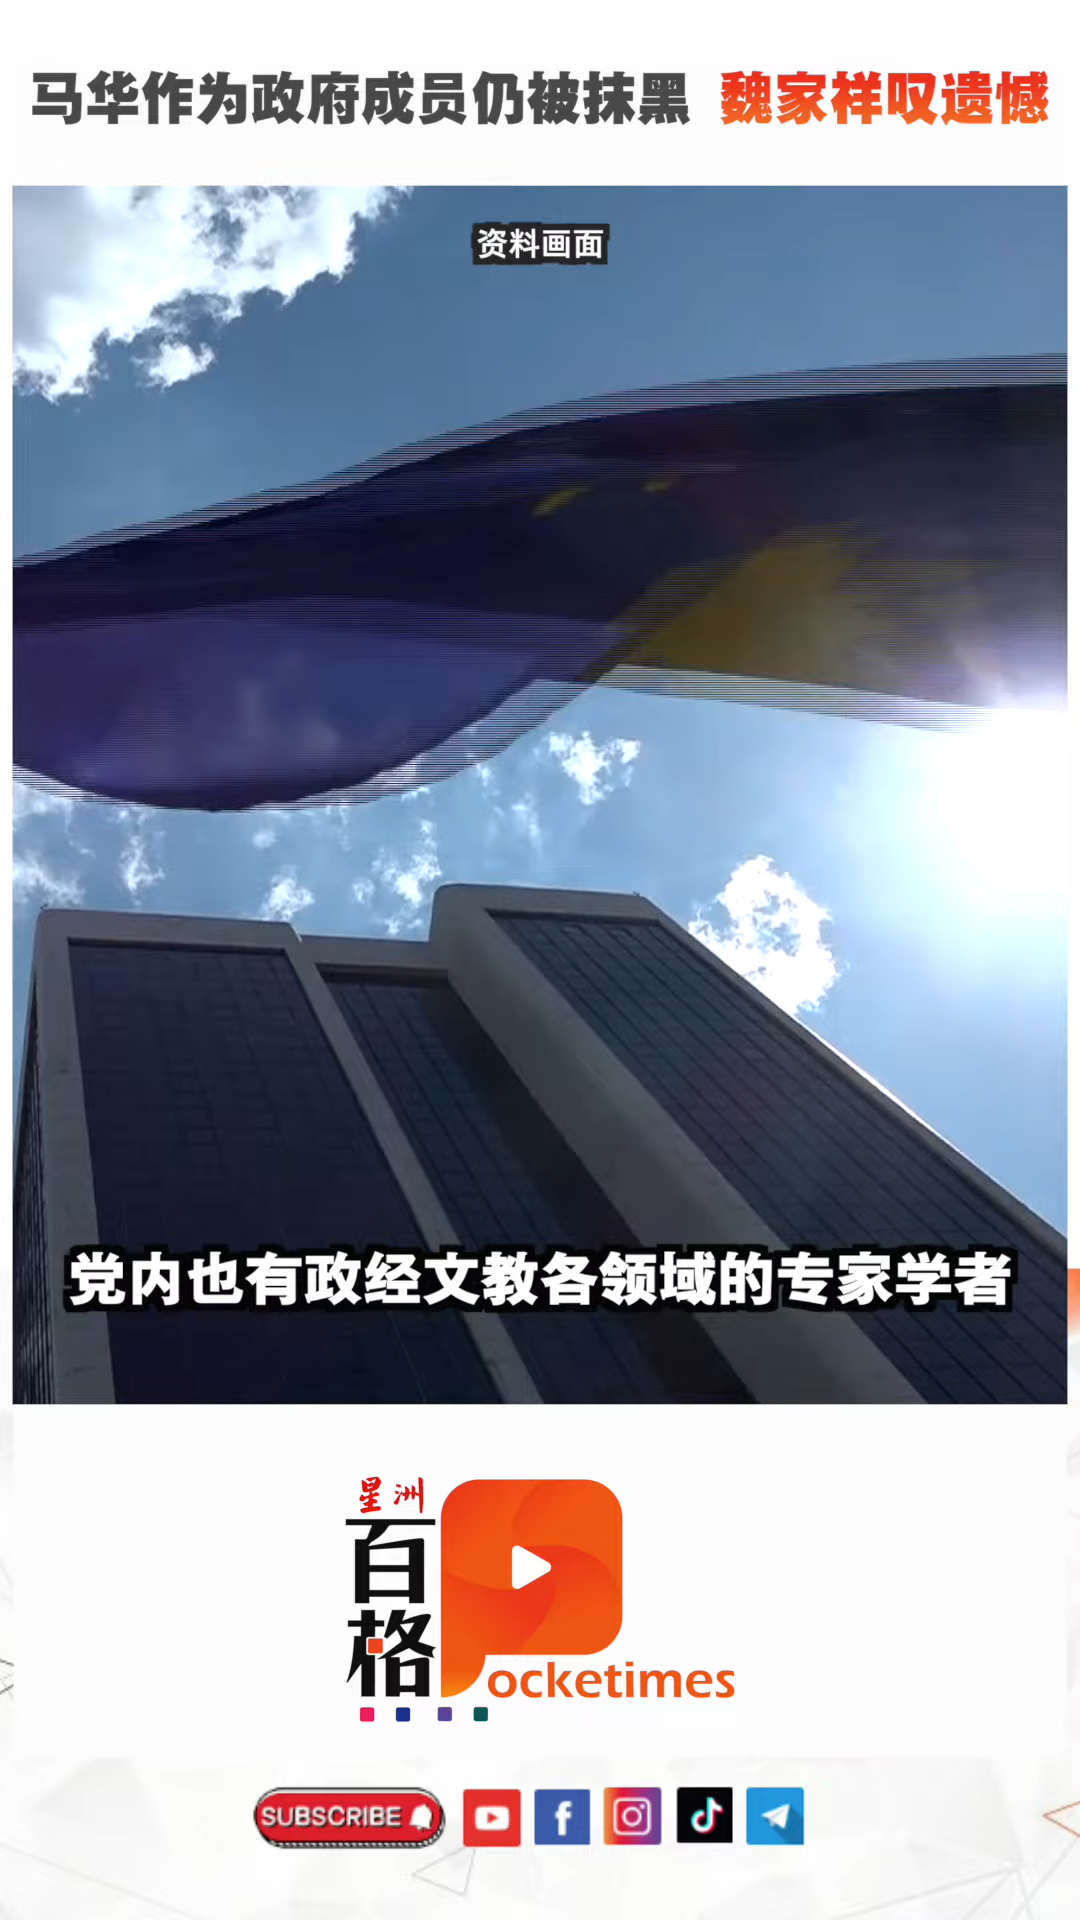 马华作为政府成员仍被抹黑 魏家祥叹遗憾
资料画面
党内也有政经文教各领域的专家学者
星洲
百格
Pocketimes
SUBSCRIBE